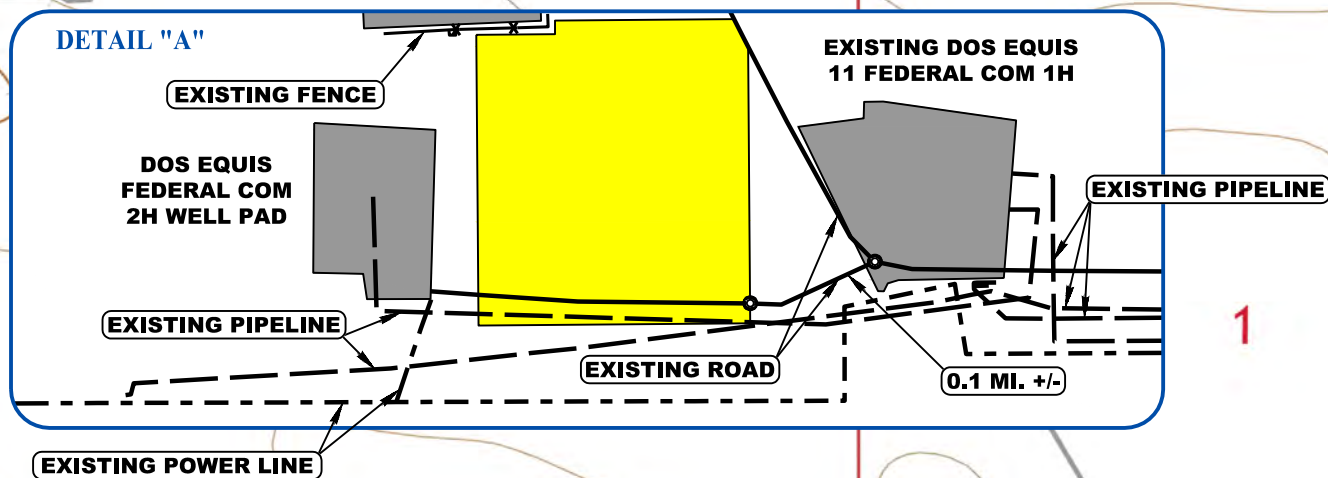 DETAIL "A"
EXISTING DOS EQUIS
11 FEDERAL COM 1H
EXISTING FENCE
DOS EQUIS
FEDERAL COM
2H WELL PAD
EXISTING PIPELINE
EXISTING PIPELINE
EXISTING ROAD
0.1 MI. +/-
1
EXISTING POWER LINE